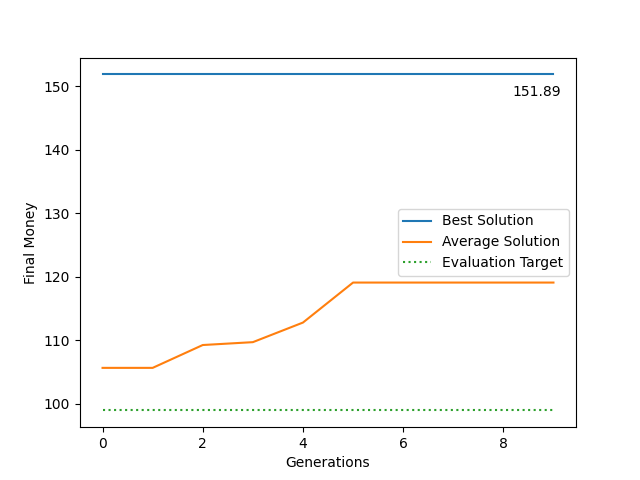 150
151.89
140
130
Best Solution
Average Solution
Evaluation Target
120
110
100
Final Money
0 2 4 6 8
Generations